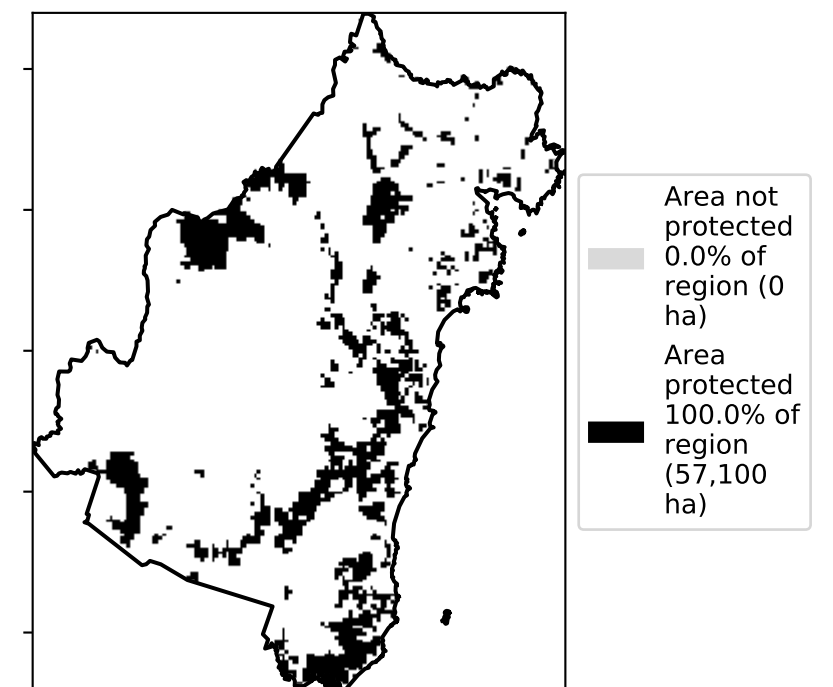 Area not
protected
0.0% of
region (0
ha)
Area
protected
100.0% of
region
(57,100
ha)